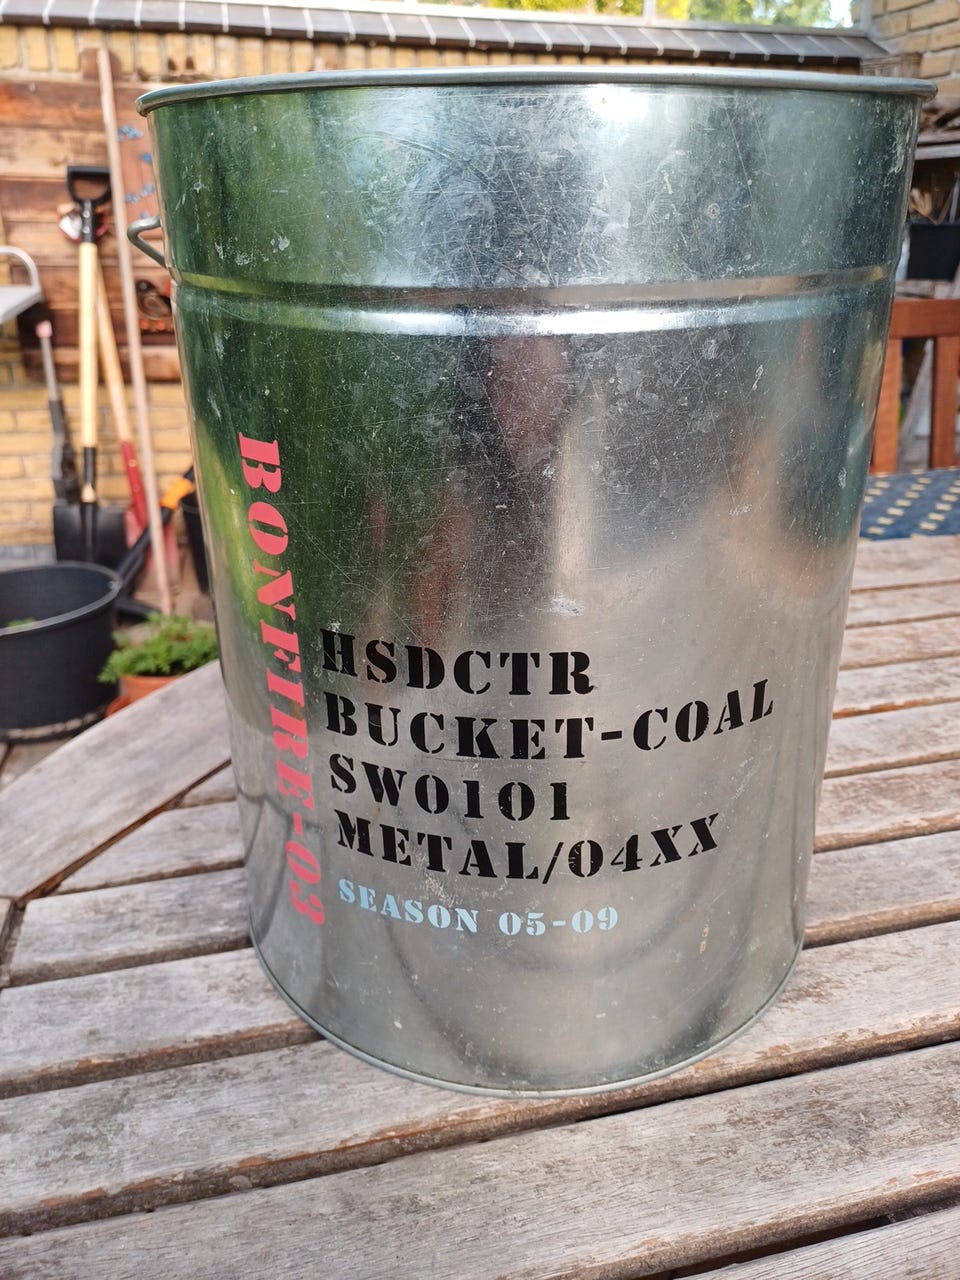 BONFIRE-03
HSDCTR
BUCKET-COAL
SW0101
METAL/04XX
SEASON 05-09